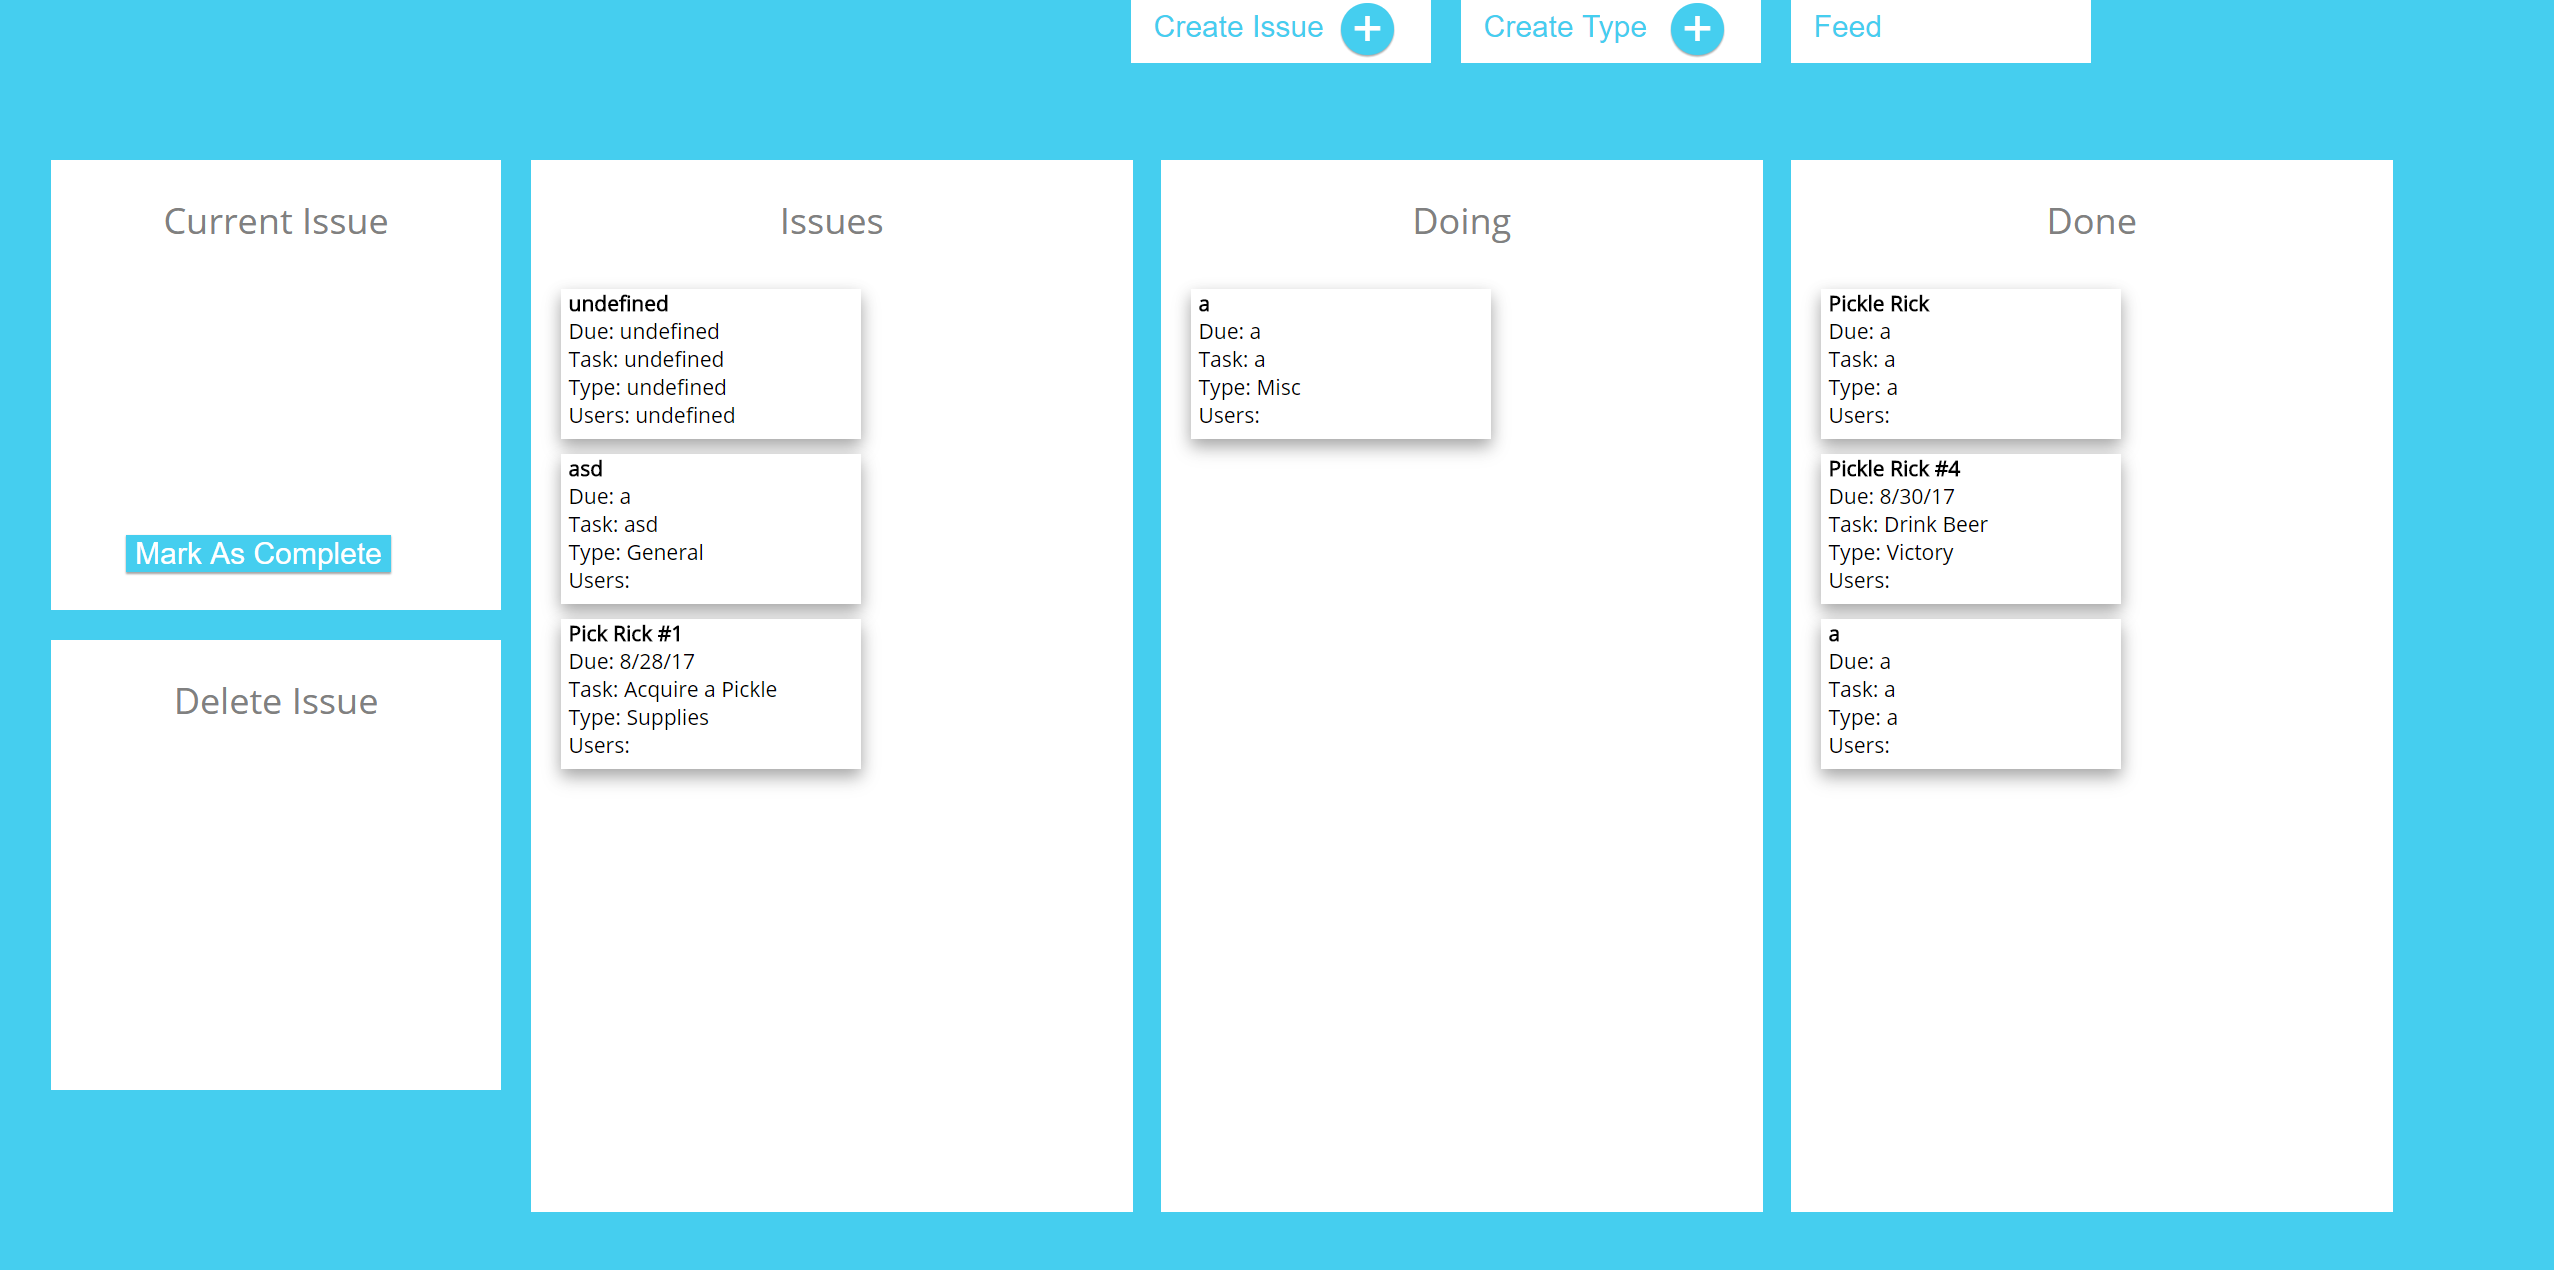 Create Issue
Create Type
Feed
Current Issue
Mark As Complete
Delete Issue
Issues
undefined
Due: undefined
Task: undefined
Type: undefined
Users: undefined
asd
Due: a
Task: asd
Type: General
Users:
Pick Rick #1
Due: 8/28/17
Task: Acquire a Pickle
Type: Supplies
Users:
Doing
a
Due: a
Task: a
Type: Misc
Users:
Done
Pickle Rick
Due: a
Task: a
Type: a
Users:
Pickle Rick #4
Due: 8/30/17
Task: Drink Beer
Type: Victory
Users:
a
Due: a
Task: a
Type: a
Users: